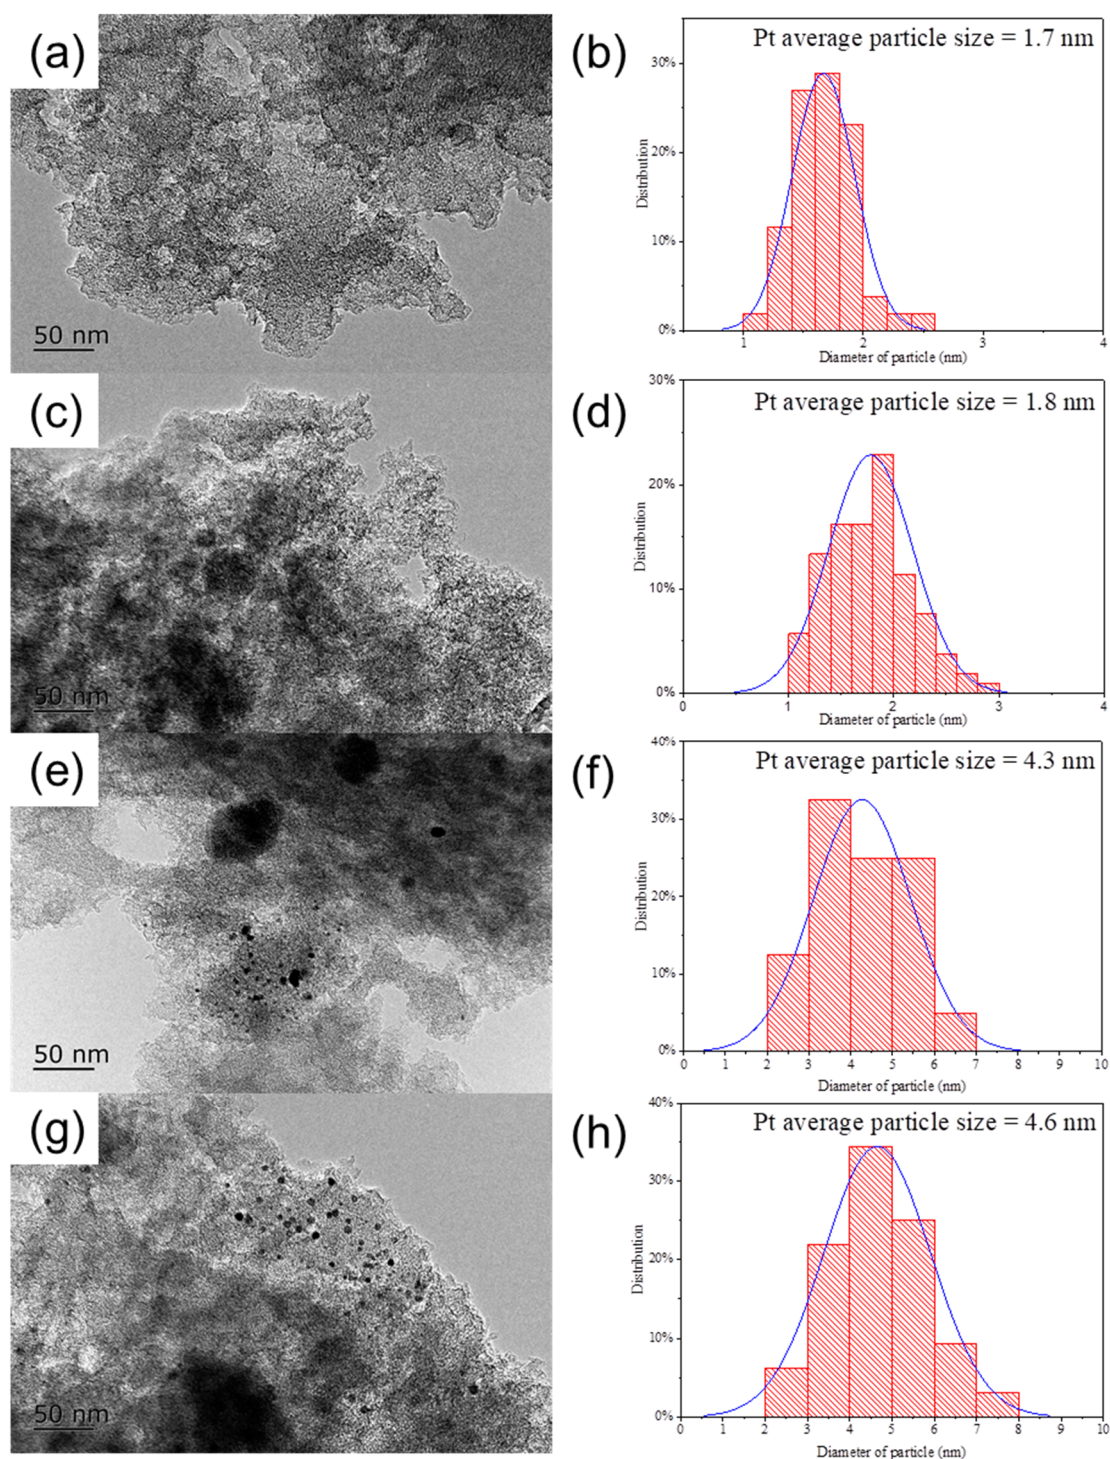 (a)
50 nm
(b)
Pt average particle size = 1.7 nm
30%
20%
10%
0%
Distribution
1 2 3 4
Diameter of particle (nm)
(c)
50 nm
(d)
Pt average particle size = 1.8 nm
30%
20%
10%
0%
Distribution
0 1 2 3 4
Diameter of particle (nm)
(e)
50 nm
(f)
Pt average particle size = 4.3 nm
40%
30%
20%
10%
0%
Distribution
0 1 2 3 4 5 6 7 8 9 10
Diameter of particle (nm)
(g)
50 nm
(h)
Pt average particle size = 4.6 nm
40%
30%
20%
10%
0%
Distribution
0 1 2 3 4 5 6 7 8 9 10
Diameter of particle (nm)